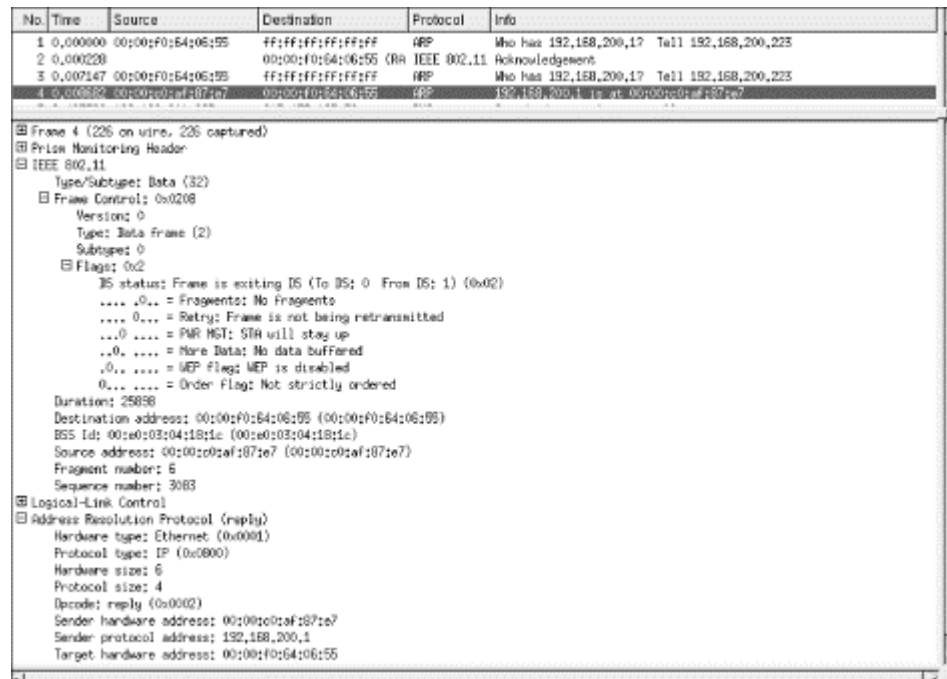 No. Time Source Destination Protocol Info
1 0.000000 00:00:f0:64:06:55 ff:ff:ff:ff:ff:ff ARP Who has 192.168.200.1? Tell 192.168.200.223
2 0.000228 00:00:f0:64:06:55 (RA IEEE 802.11 Acknowledgement
3 0.007147 00:00:f0:64:06:55 ff:ff:ff:ff:ff:ff ARP Who has 192.168.200.1? Tell 192.168.200.223
4 0.008682 00:00:c0:af:87:e7 00:00:f0:64:06:55 ARP 192.168.200.1 is at 00:00:c0:af:87:e7
Frame 4 (226 on wire, 226 captured)
Prism Monitoring Header
IEEE 802.11
Type/Subtype: Data (32)
Frame Control: 0x0208
Version: 0
Type: Data frame (2)
Subtype: 0
Flags: 0x2
DS status: Frame is exiting DS (To DS: 0 From DS: 1) (0x02)
.... .0.. = Fragments: No fragments
.... 0... = Retry: Frame is not being retransmitted
...0 .... = PWR MGT: STA will stay up
..0. .... = More Data: No data buffered
.0.. .... = WEP flag: WEP is disabled
0... .... = Order flag: Not strictly ordered
Duration: 25898
Destination address: 00:00:f0:64:06:55 (00:00:f0:64:06:55)
BSS Id: 00:e0:03:04:18:1c (00:e0:03:04:18:1c)
Source address: 00:00:c0:af:87:e7 (00:00:c0:af:87:e7)
Fragment number: 6
Sequence number: 3083
Logical-Link Control
Address Resolution Protocol (reply)
Hardware type: Ethernet (0x0001)
Protocol type: IP (0x0800)
Hardware size: 6
Protocol size: 4
Opcode: reply (0x0002)
Sender hardware address: 00:00:c0:af:87:e7
Sender protocol address: 192.168.200.1
Target hardware address: 00:00:f0:64:06:55